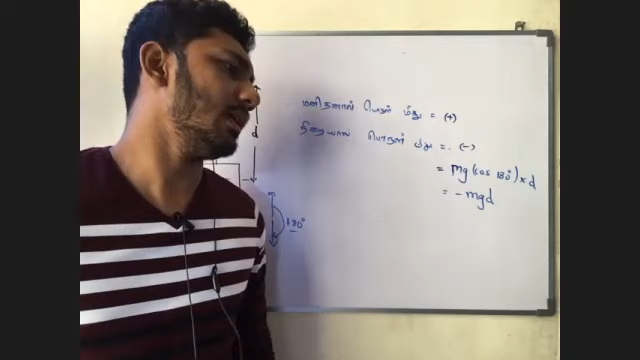 மனிதனால் பொருள் மீது = (+)
நிறையால் பொருள் மீது = - (-)
= mg (cos 180°) × d
= - mgd
d
180°